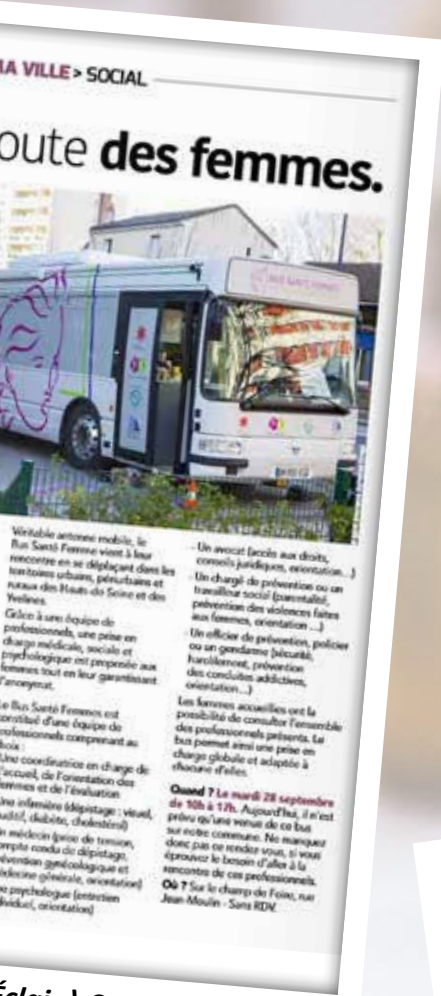 MA VILLE > SOCIAL
oute des femmes.
BUS SANTÉ FEMMES
Véritable antenne mobile, le
Bus Santé Femme vient à leur
rencontre en se déplaçant dans les
territoires urbains, périurbains et
ruraux des Hauts de Seine et des
Yvelines.
Grâce à une équipe de
professionnels, une prise en
charge médicale, sociale et
psychologique est proposée aux
femmes tout en leur garantissant
l'anonymat.
Le Bus Santé Femmes est
constitué d'une équipe de
professionnels comprenant au
choix :
Une coordinatrice en charge de
l'accueil, de l'orientation des
femmes et de l'évaluation
Une infirmière (dépistage : visuel,
auditif, diabète, cholestérol)
Un médecin (prise de tension,
compte rendu de dépistage,
prévention gynécologique et
médecine générale, orientation)
Une psychologue (entretien
individuel, orientation)
- Un avocat (accès aux droits,
conseils juridiques, orientation...)
- Un chargé de prévention ou un
travailleur social (parentalité,
prévention des violences faites
aux femmes, orientation ...)
- Un officier de prévention, policier
ou un gendarme (sécurité,
harcèlement, prévention
des conduites addictives,
orientation...)
Les femmes accueillies ont la
possibilité de consulter l'ensemble
des professionnels présents. Le
bus permet ainsi une prise en
charge globale et adaptée à
chacune d'elles.
Quand ? Le mardi 28 septembre
de 10h à 17h. Aujourd'hui, il n'est
prévu qu'une venue de ce bus
sur notre commune. Ne manquez
donc pas ce rendez-vous, si vous
éprouvez le besoin d'aller à la
rencontre de ces professionnels.
Où ? Sur le champ de Foire, rue
Jean-Moulin - Sans RDV.